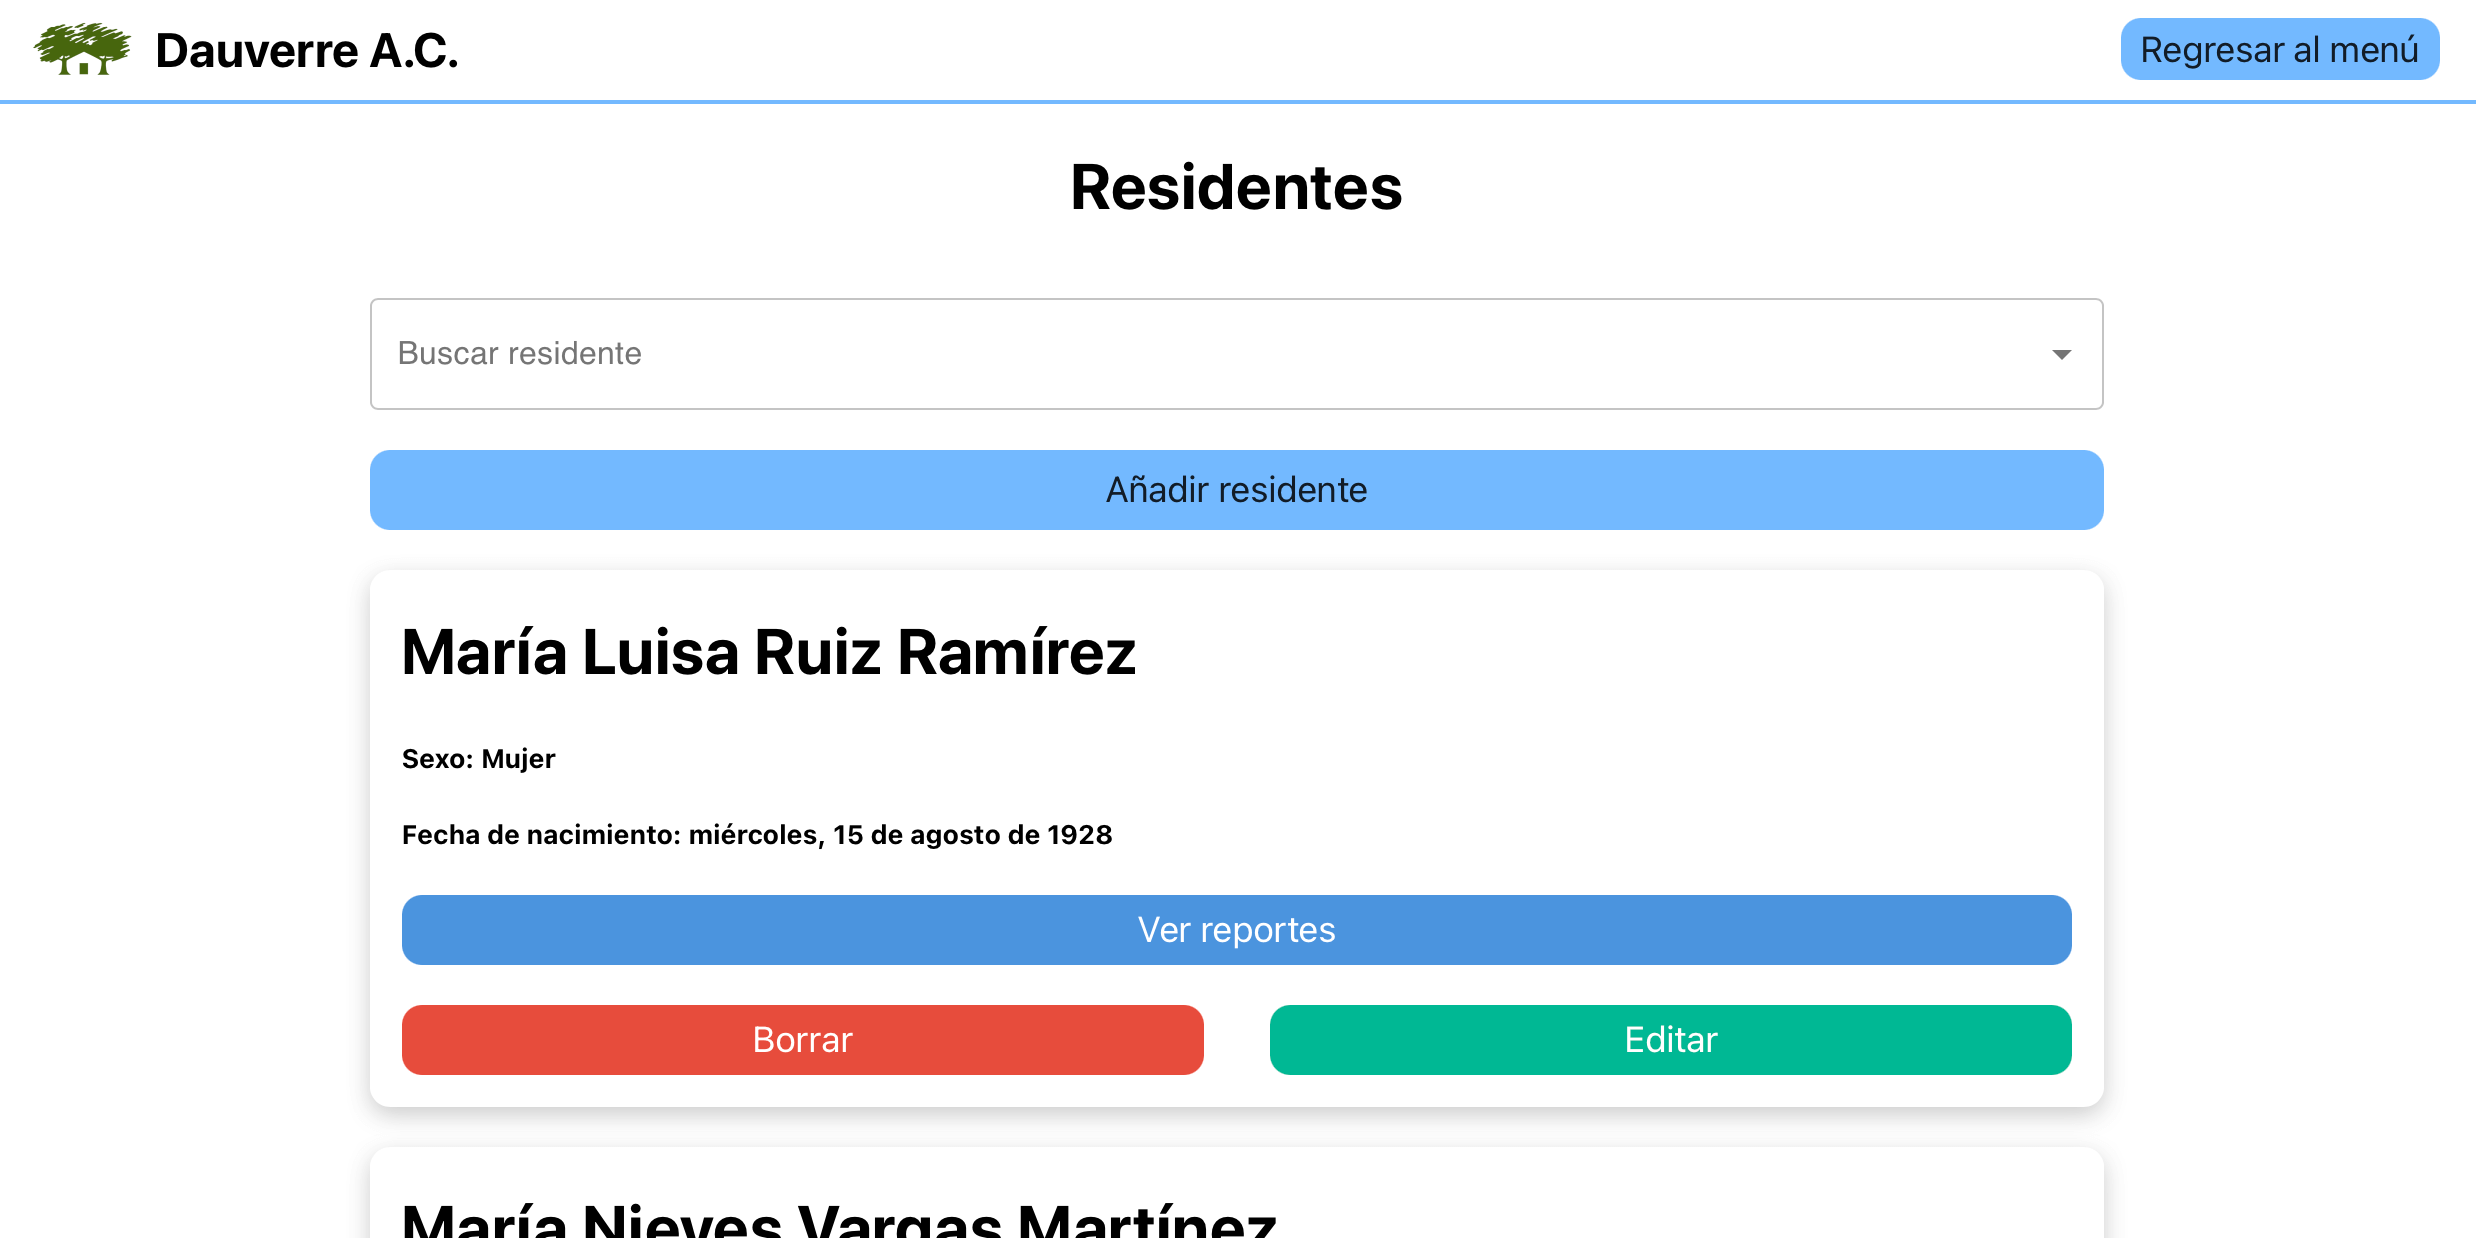 Dauverre A.C.
Regresar al menú
Residentes
Buscar residente
Añadir residente
María Luisa Ruiz Ramírez
Sexo: Mujer
Fecha de nacimiento: miércoles, 15 de agosto de 1928
Ver reportes
Borrar
Editar
María Nieves Vargas Martínez